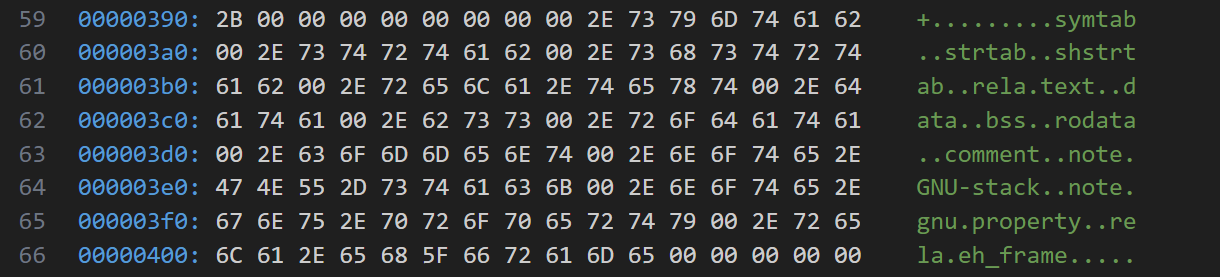 59 00000390: 2B 00 00 00 00 00 00 00 00 00 2E 73 79 6D 74 61 62 +.........symtab
60 000003a0: 00 2E 73 74 72 74 61 62 00 2E 73 68 73 74 72 74 ..strtab..shstrt
61 000003b0: 61 62 00 2E 72 65 6C 61 2E 74 65 78 74 00 2E 64 ab..rela.text..d
62 000003c0: 61 74 61 00 2E 62 73 73 00 2E 72 6F 64 61 74 61 ata..bss..rodata
63 000003d0: 00 2E 63 6F 6D 6D 65 6E 74 00 2E 6E 6F 74 65 2E ..comment..note.
64 000003e0: 47 4E 55 2D 73 74 61 63 6B 00 2E 6E 6F 74 65 2E GNU-stack..note.
65 000003f0: 67 6E 75 2E 70 72 6F 70 65 72 74 79 00 2E 72 65 gnu.property..re
66 00000400: 6C 61 2E 65 68 5F 66 72 61 6D 65 00 00 00 00 00 la.eh_frame.....